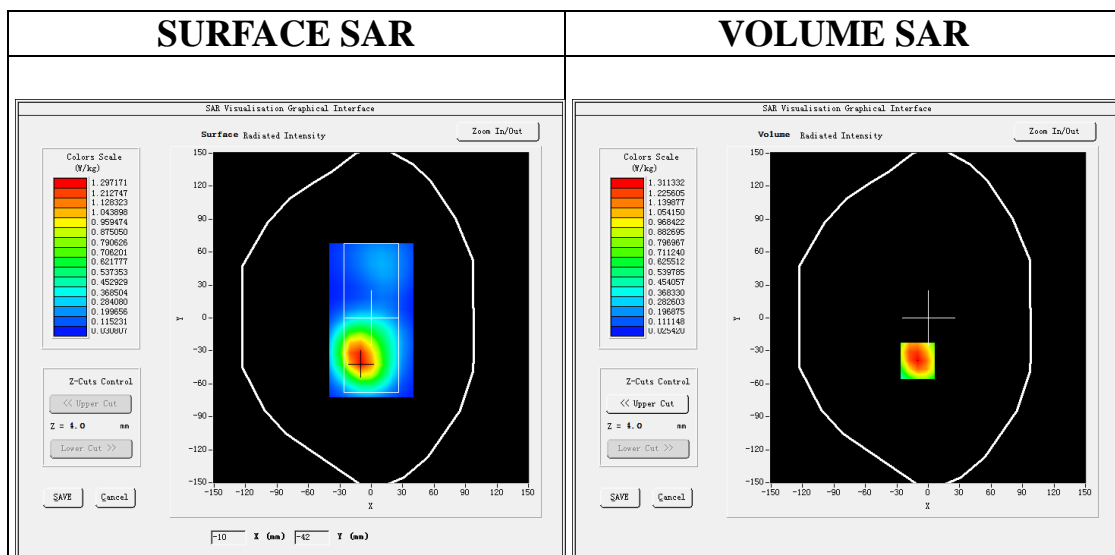 SURFACE SAR
VOLUME SAR
SAR Visualisation Graphical Interface
Surface Radiated Intensity
Zoom In/Out
Colors Scale
(W/kg)
1.297171
1.212747
1.128323
1.043898
0.959474
0.875050
0.790626
0.706201
0.621777
0.537353
0.452929
0.368504
0.284080
0.199656
0.115231
0.030807
Z-Cuts Control
<< Upper Cut
Z = 4.0 mm
Lower Cut >>
SAVE Cancel
150
120
90
60
30
0
-30
-60
-90
-120
-150
Y
-150 -120 -90 -60 -30 0 30 60 90 120 150
X
-10 X (mm) -42 Y (mm)
SAR Visualisation Graphical Interface
Volume Radiated Intensity
Zoom In/Out
Colors Scale
(W/kg)
1.311332
1.225605
1.139877
1.054150
0.968422
0.882695
0.796967
0.711240
0.625512
0.539785
0.454057
0.368330
0.282603
0.196875
0.111148
0.025420
Z-Cuts Control
<< Upper Cut
Z = 4.0 mm
Lower Cut >>
SAVE Cancel
150
120
90
60
30
0
-30
-60
-90
-120
-150
Y
-150 -120 -90 -60 -30 0 30 60 90 120 150
X